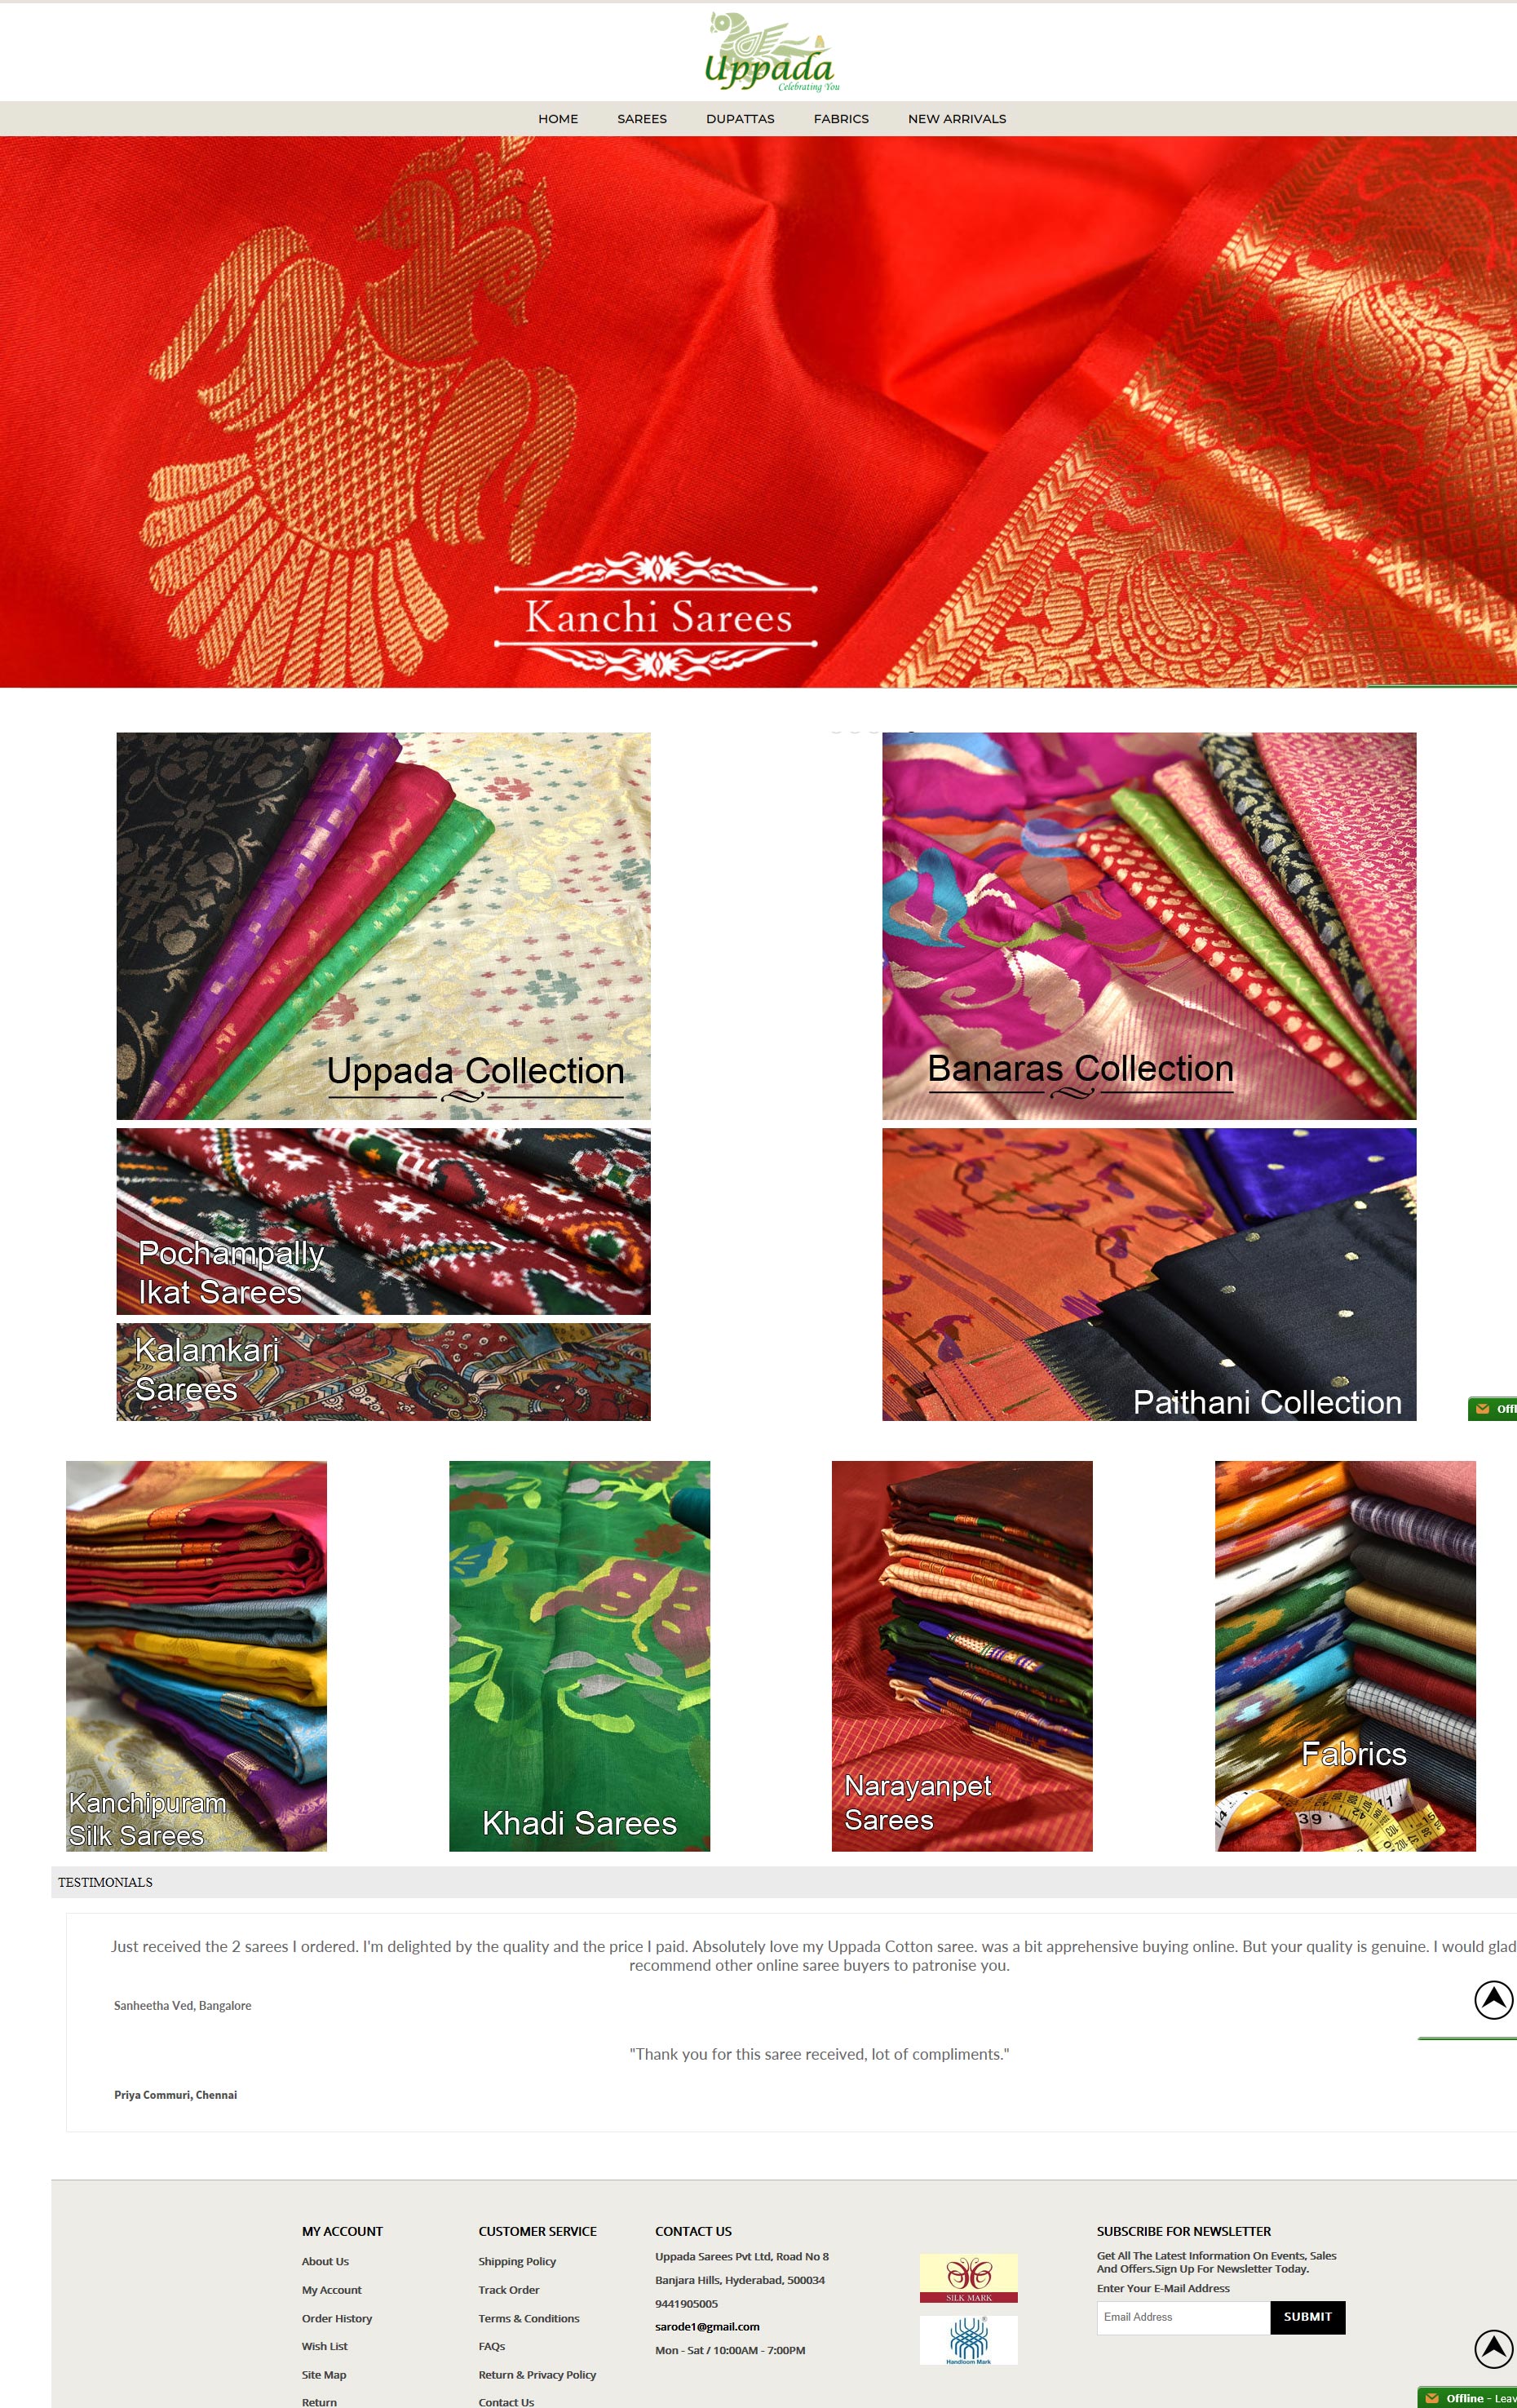 Uppada
Celebrating You
HOME SAREES DUPATTAS FABRICS NEW ARRIVALS
Kanchi Sarees
Uppada Collection
Banaras Collection
Pochampally
Ikat Sarees
Kalamkari
Sarees
Paithani Collection
Kanchipuram
Silk Sarees
Khadi Sarees
Narayanpet
Sarees
Fabrics
TESTIMONIALS
Just received the 2 sarees I ordered. I'm delighted by the quality and the price I paid. Absolutely love my Uppada Cotton saree. was a bit apprehensive buying online. But your quality is genuine. I would glad
recommend other online saree buyers to patronise you.
Sanheetha Ved, Bangalore
"Thank you for this saree received, lot of compliments."
Priya Commuri, Chennai
MY ACCOUNT
About Us
My Account
Order History
Wish List
Site Map
Return
CUSTOMER SERVICE
Shipping Policy
Track Order
Terms & Conditions
FAQs
Return & Privacy Policy
Contact Us
CONTACT US
Uppada Sarees Pvt Ltd, Road No 8
Banjara Hills, Hyderabad, 500034
9441905005
sarode1@gmail.com
Mon - Sat / 10:00AM - 7:00PM
SILK MARK
Handloom Mark
SUBSCRIBE FOR NEWSLETTER
Get All The Latest Information On Events, Sales
And Offers.Sign Up For Newsletter Today.
Enter Your E-Mail Address
Email Address
SUBMIT
Offline - Leav